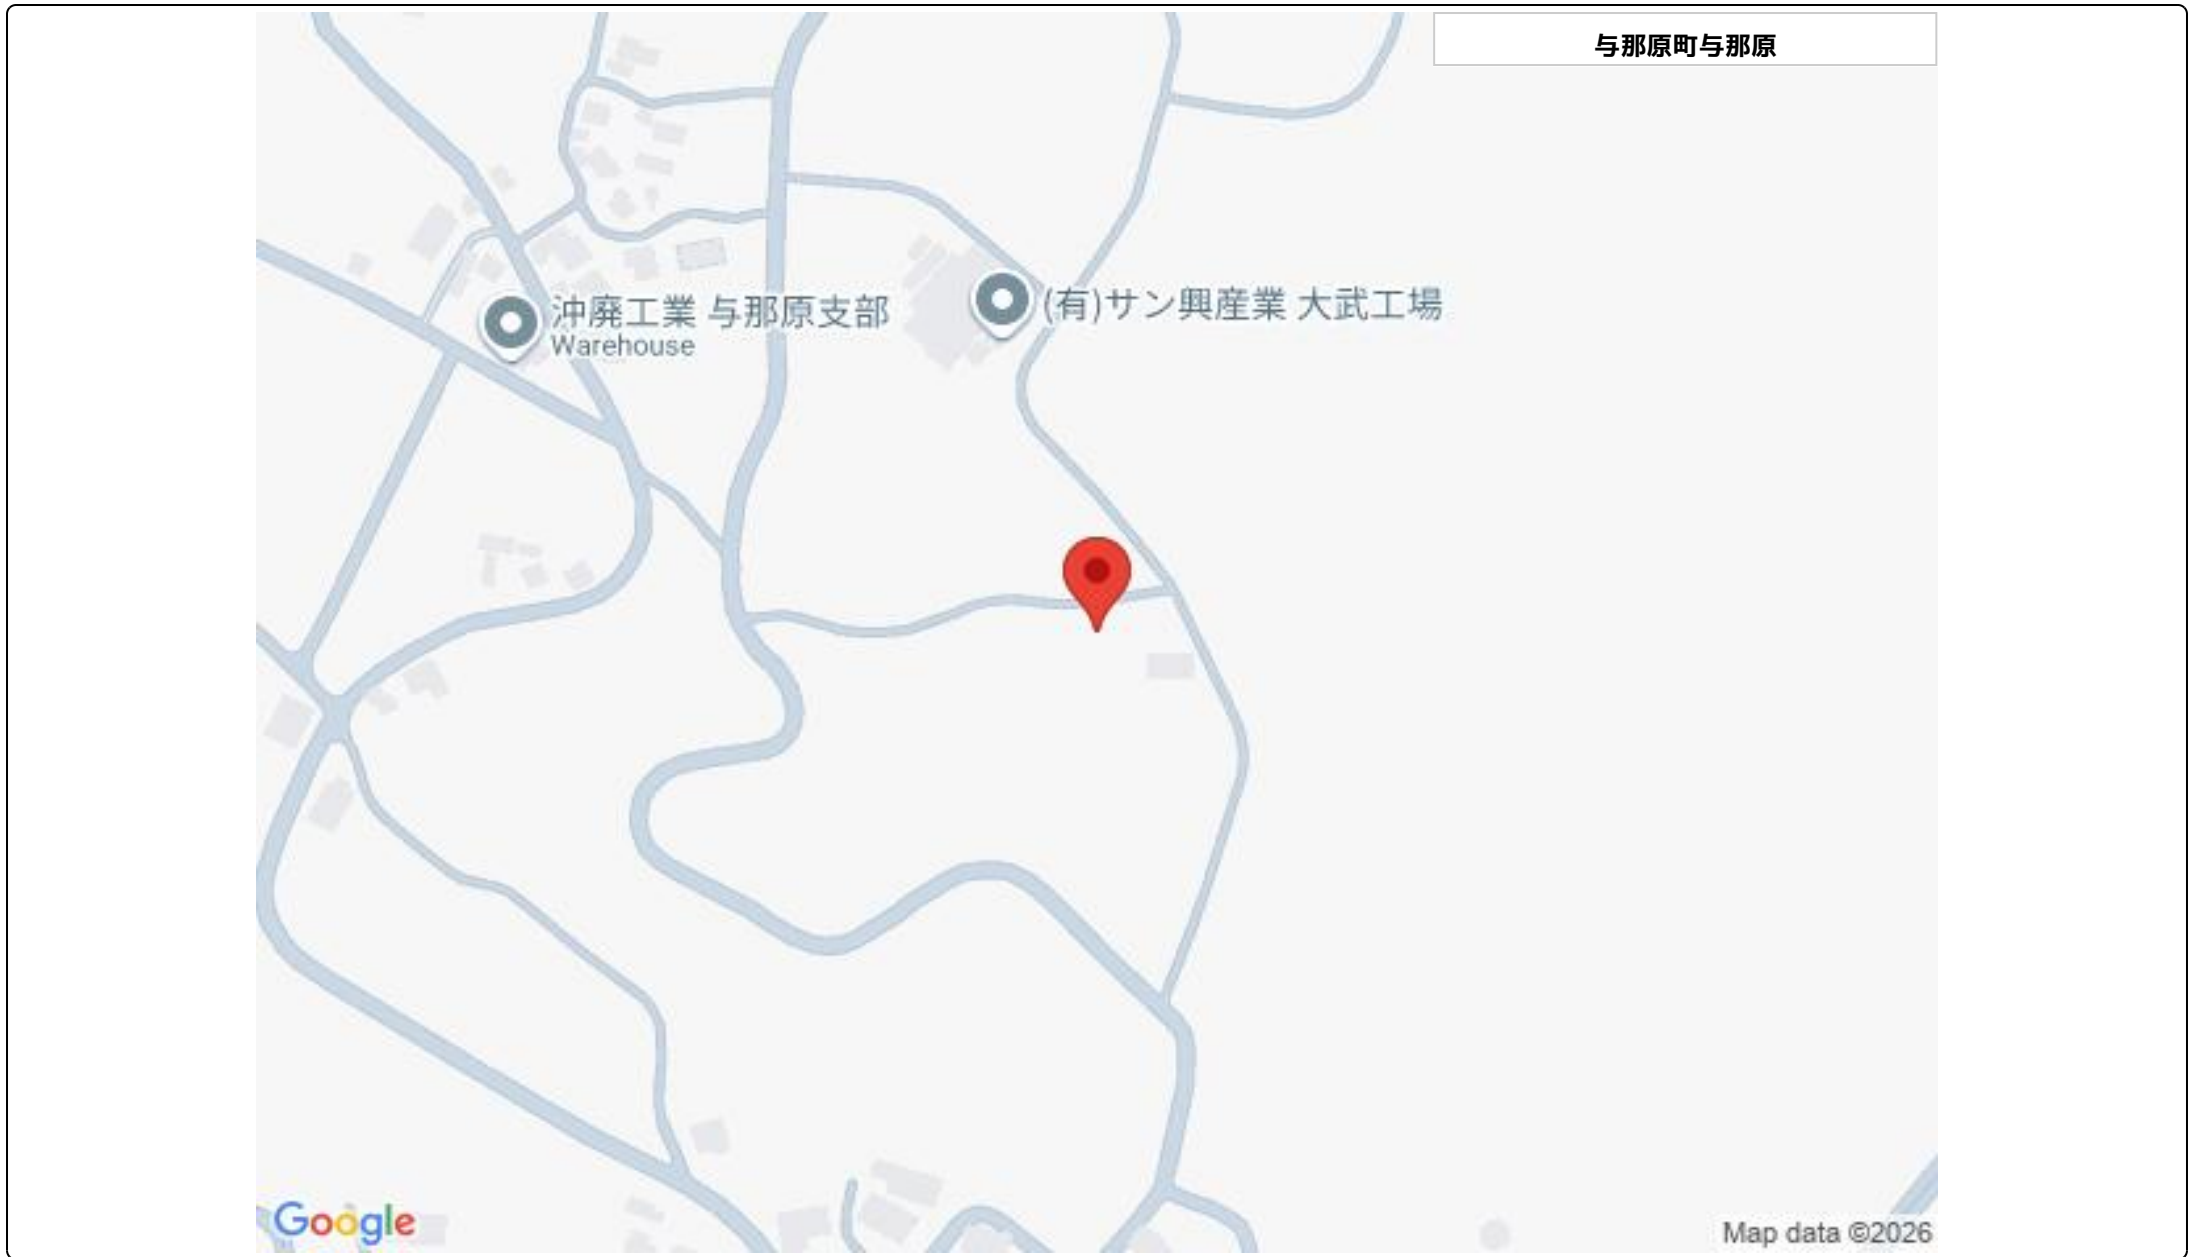 与那原町与那原
沖廃工業 与那原支部
Warehouse
(有)サン興産業 大武工場
Google
Map data ©2026